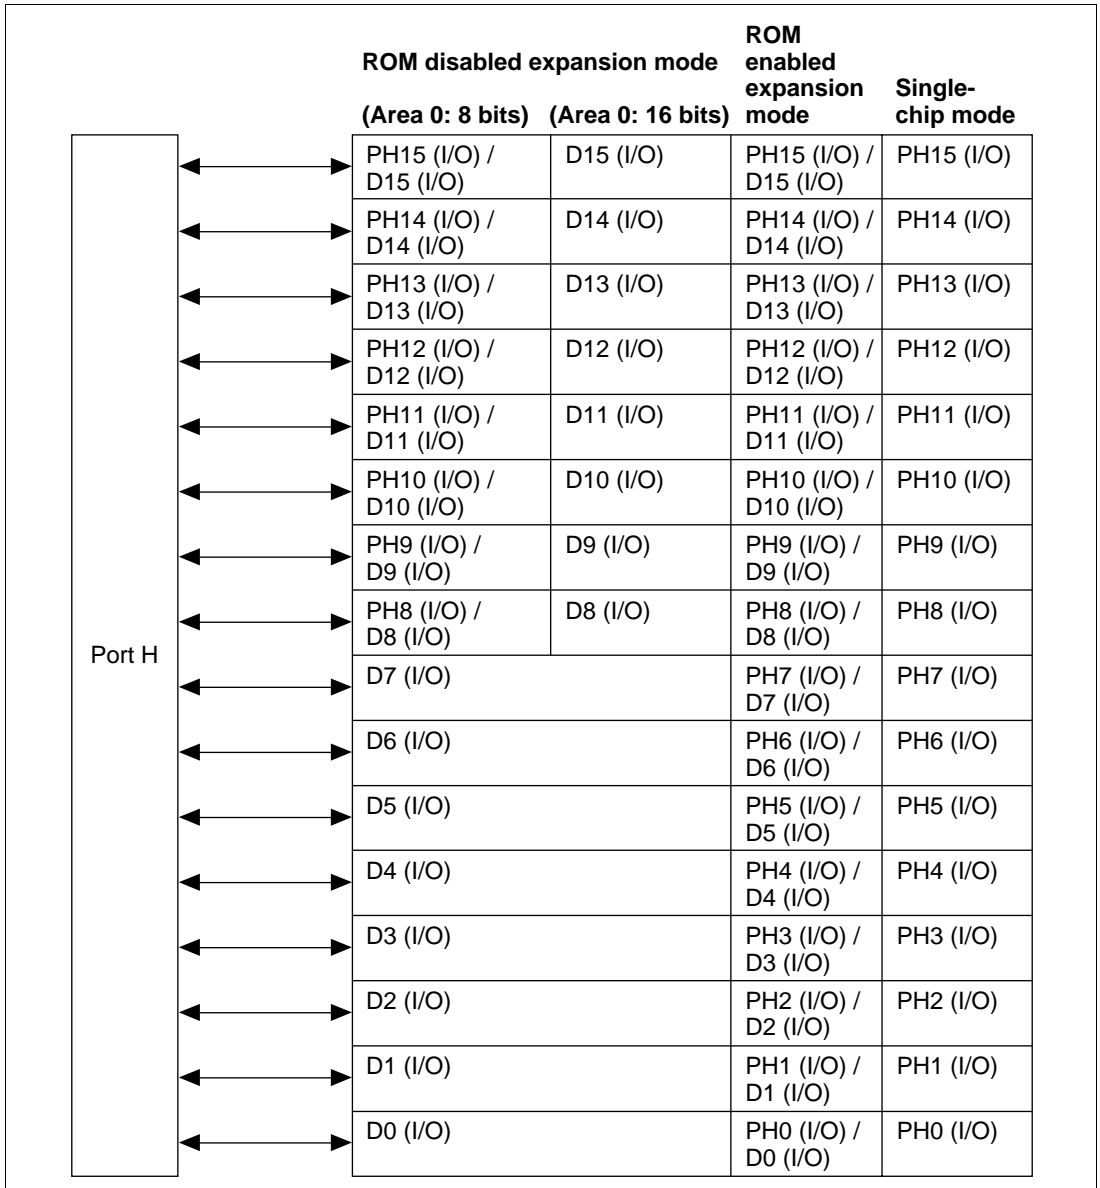 ROM disabled expansion mode
ROM
enabled
expansion
mode
Single-
chip mode
(Area 0: 8 bits) (Area 0: 16 bits)
Port H
PH15 (I/O) / D15 (I/O) PH15 (I/O) / PH15 (I/O)
D15 (I/O) D15 (I/O)
PH14 (I/O) / D14 (I/O) PH14 (I/O) / PH14 (I/O)
D14 (I/O) D14 (I/O)
PH13 (I/O) / D13 (I/O) PH13 (I/O) / PH13 (I/O)
D13 (I/O) D13 (I/O)
PH12 (I/O) / D12 (I/O) PH12 (I/O) / PH12 (I/O)
D12 (I/O) D12 (I/O)
PH11 (I/O) / D11 (I/O) PH11 (I/O) / PH11 (I/O)
D11 (I/O) D11 (I/O)
PH10 (I/O) / D10 (I/O) PH10 (I/O) / PH10 (I/O)
D10 (I/O) D10 (I/O)
PH9 (I/O) / D9 (I/O) PH9 (I/O) / PH9 (I/O)
D9 (I/O) D9 (I/O)
PH8 (I/O) / D8 (I/O) PH8 (I/O) / PH8 (I/O)
D8 (I/O) D8 (I/O)
D7 (I/O) PH7 (I/O) / PH7 (I/O)
D7 (I/O)
D6 (I/O) PH6 (I/O) / PH6 (I/O)
D6 (I/O)
D5 (I/O) PH5 (I/O) / PH5 (I/O)
D5 (I/O)
D4 (I/O) PH4 (I/O) / PH4 (I/O)
D4 (I/O)
D3 (I/O) PH3 (I/O) / PH3 (I/O)
D3 (I/O)
D2 (I/O) PH2 (I/O) / PH2 (I/O)
D2 (I/O)
D1 (I/O) PH1 (I/O) / PH1 (I/O)
D1 (I/O)
D0 (I/O) PH0 (I/O) / PH0 (I/O)
D0 (I/O)